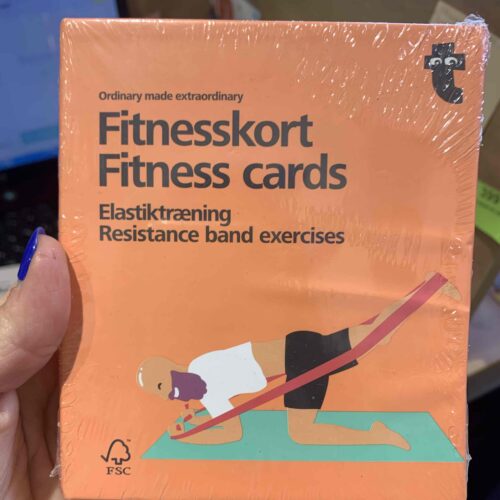 Ordinary made extraordinary
Fitnesskort
Fitness cards
Elastiktræning
Resistance band exercises
t
FSC